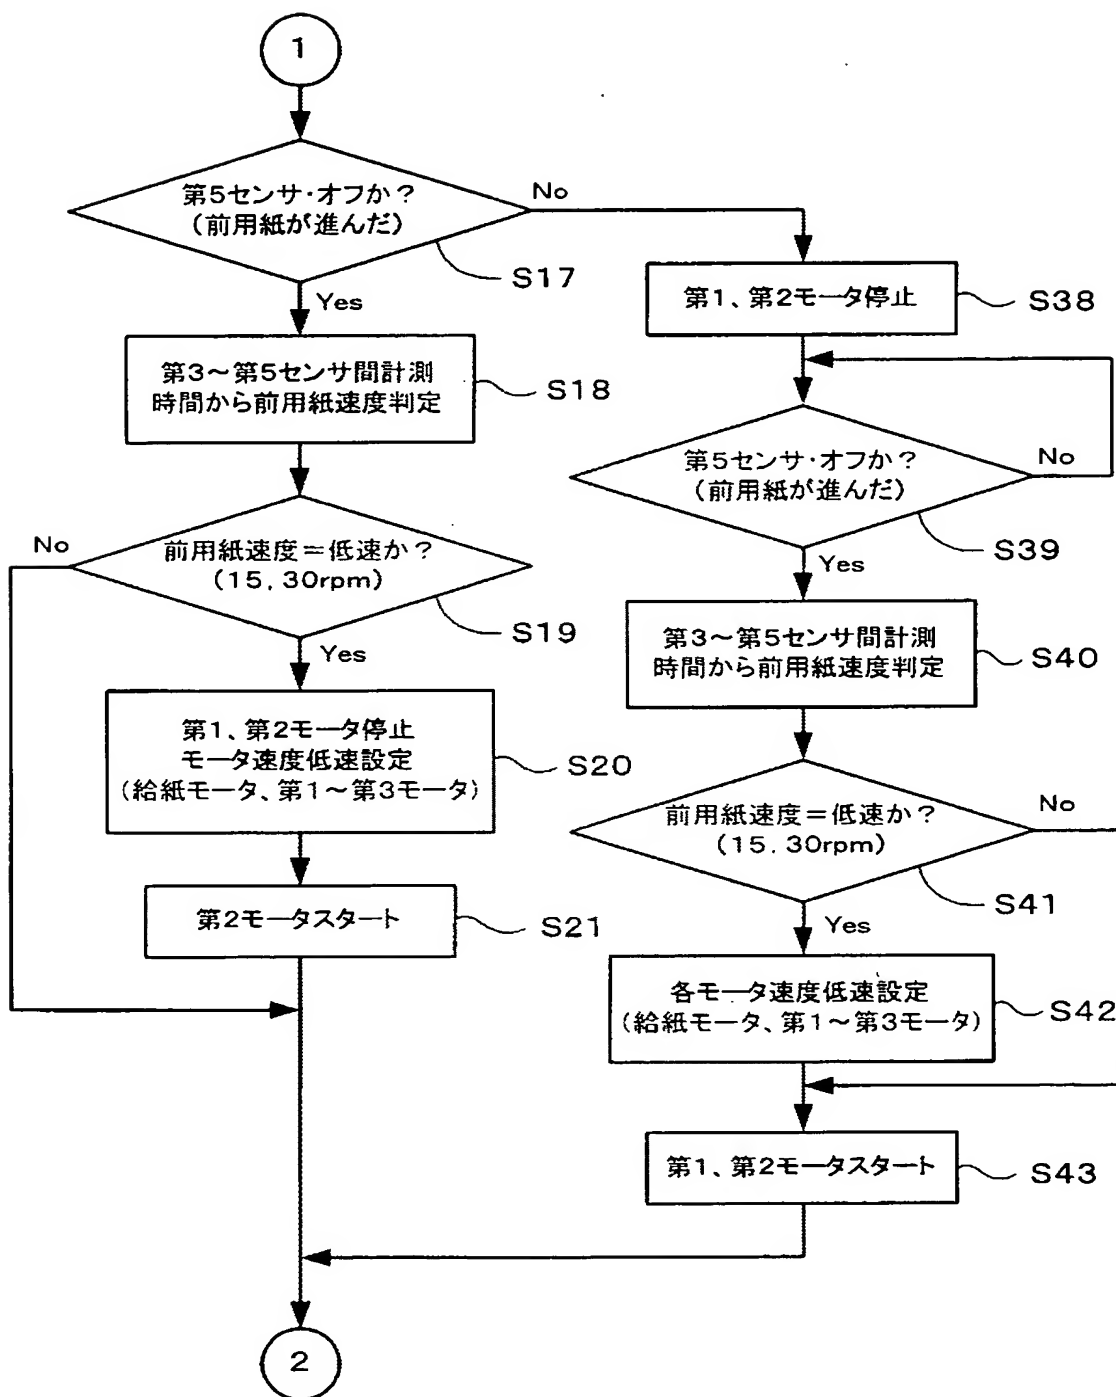 1
第5センサ・オフか?
(前用紙が進んだ)
No
S17
Yes
第3~第5センサ間計測
時間から前用紙速度判定
S18
No
前用紙速度=低速か?
(15,30rpm)
S19
Yes
第1、第2モータ停止
モータ速度低速設定
(給紙モータ、第1~第3モータ)
S20
第2モータスタート
S21
第1、第2モータ停止
S38
第5センサ・オフか?
(前用紙が進んだ)
No
S39
Yes
第3~第5センサ間計測
時間から前用紙速度判定
S40
前用紙速度=低速か?
(15,30rpm)
No
S41
Yes
各モータ速度低速設定
(給紙モータ、第1~第3モータ)
S42
第1、第2モータスタート
S43
2